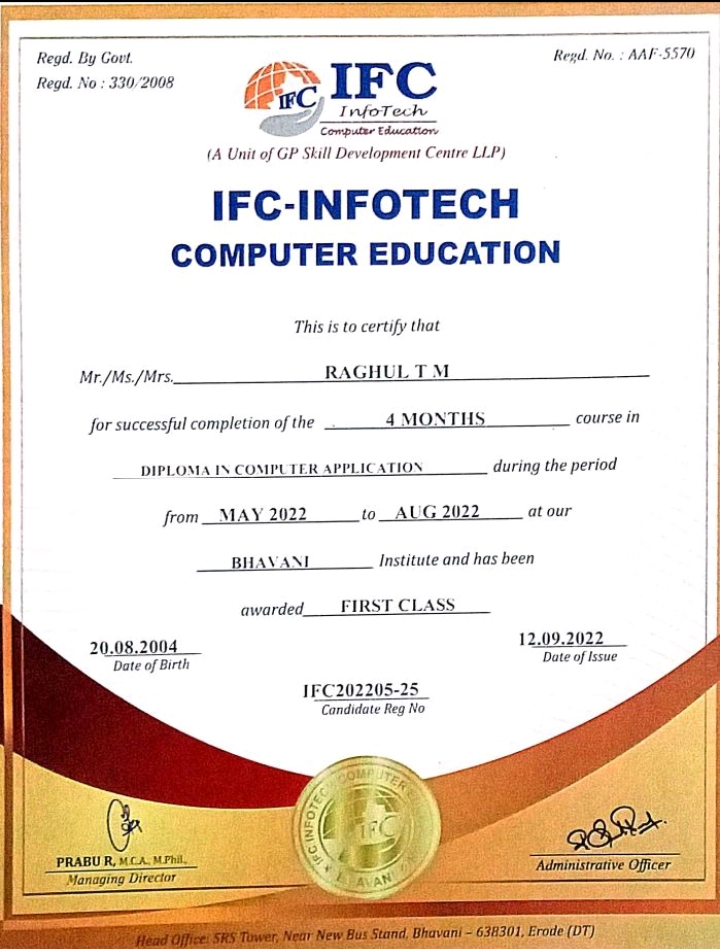 Regd. By Govt.
Regd. No : 330/2008
Regd. No. : AAF-5570
IFC
IFC
InfoTech
Computer Education
(A Unit of GP Skill Development Centre LLP)
IFC-INFOTECH
COMPUTER EDUCATION
This is to certify that
Mr./Ms./Mrs. RAGHUL T M
for successful completion of the 4 MONTHS course in
DIPLOMA IN COMPUTER APPLICATION during the period
from MAY 2022 to AUG 2022 at our
BHAVANI Institute and has been
awarded FIRST CLASS
20.08.2004
Date of Birth
12.09.2022
Date of Issue
IFC202205-25
Candidate Reg No
IFC INFOTEC COMPUTER
IFC
BHAVANI
PRABU R, M.C.A., M.Phil.,
Managing Director
Administrative Officer
Head Office: SRS Tower, Near New Bus Stand, Bhavani – 638301, Erode (DT)